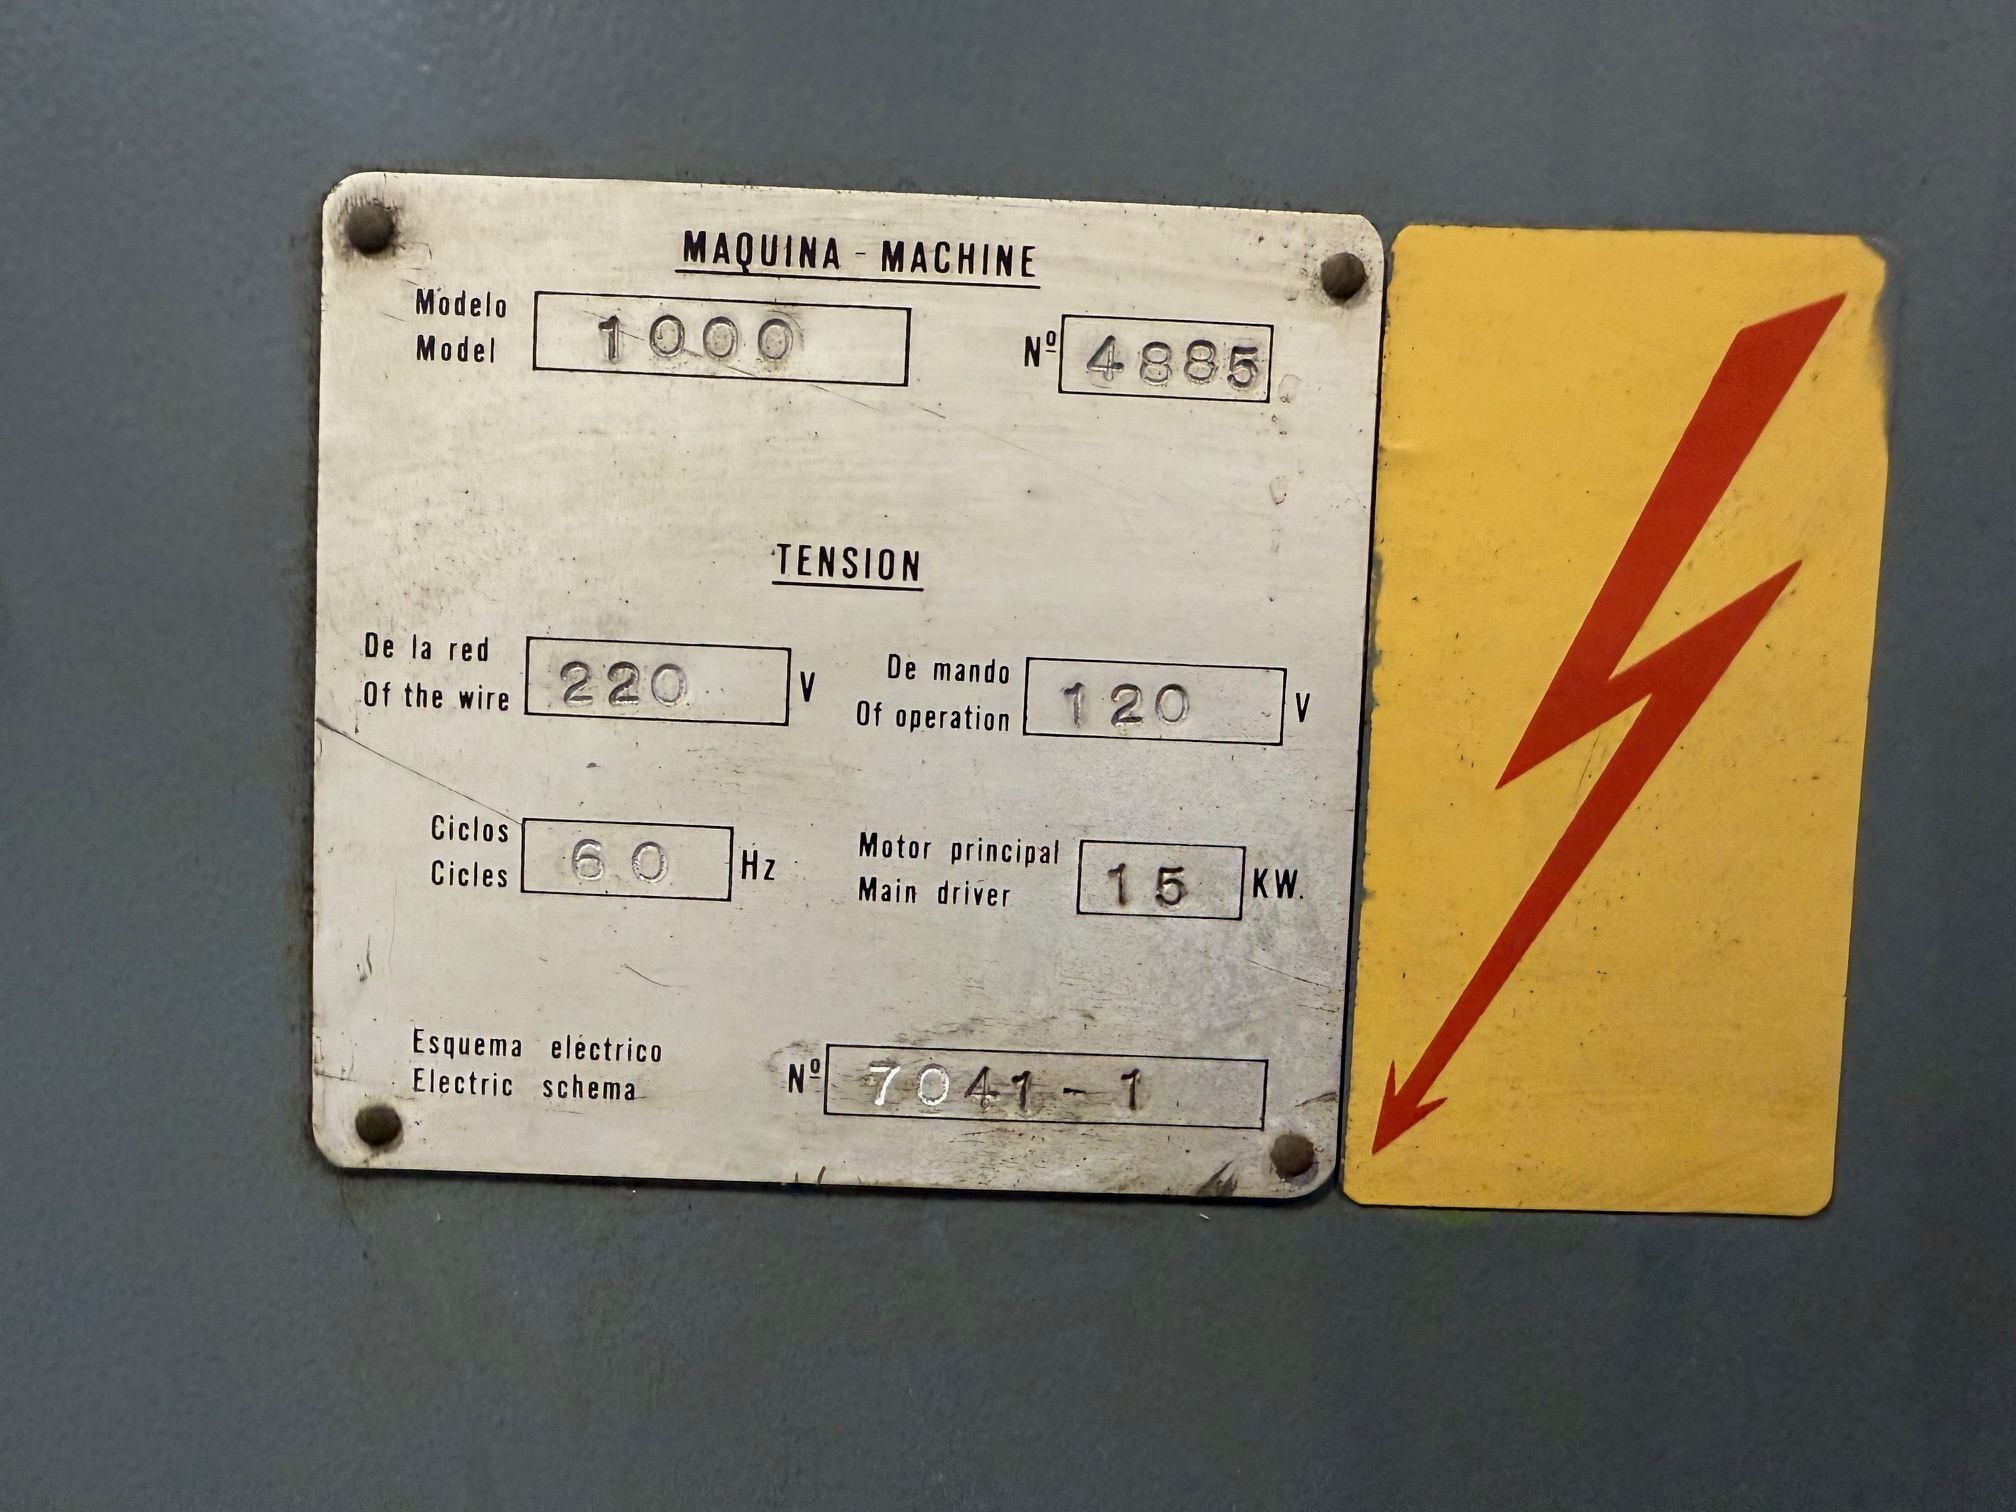 MAQUINA - MACHINE
Modelo
Model 1000 Nº 4885
TENSION
De la red
Of the wire 220 V
De mando
Of operation 120 V
Ciclos
Cicles 60 Hz
Motor principal
Main driver 15 KW.
Esquema eléctrico
Electric schema Nº 7041-1